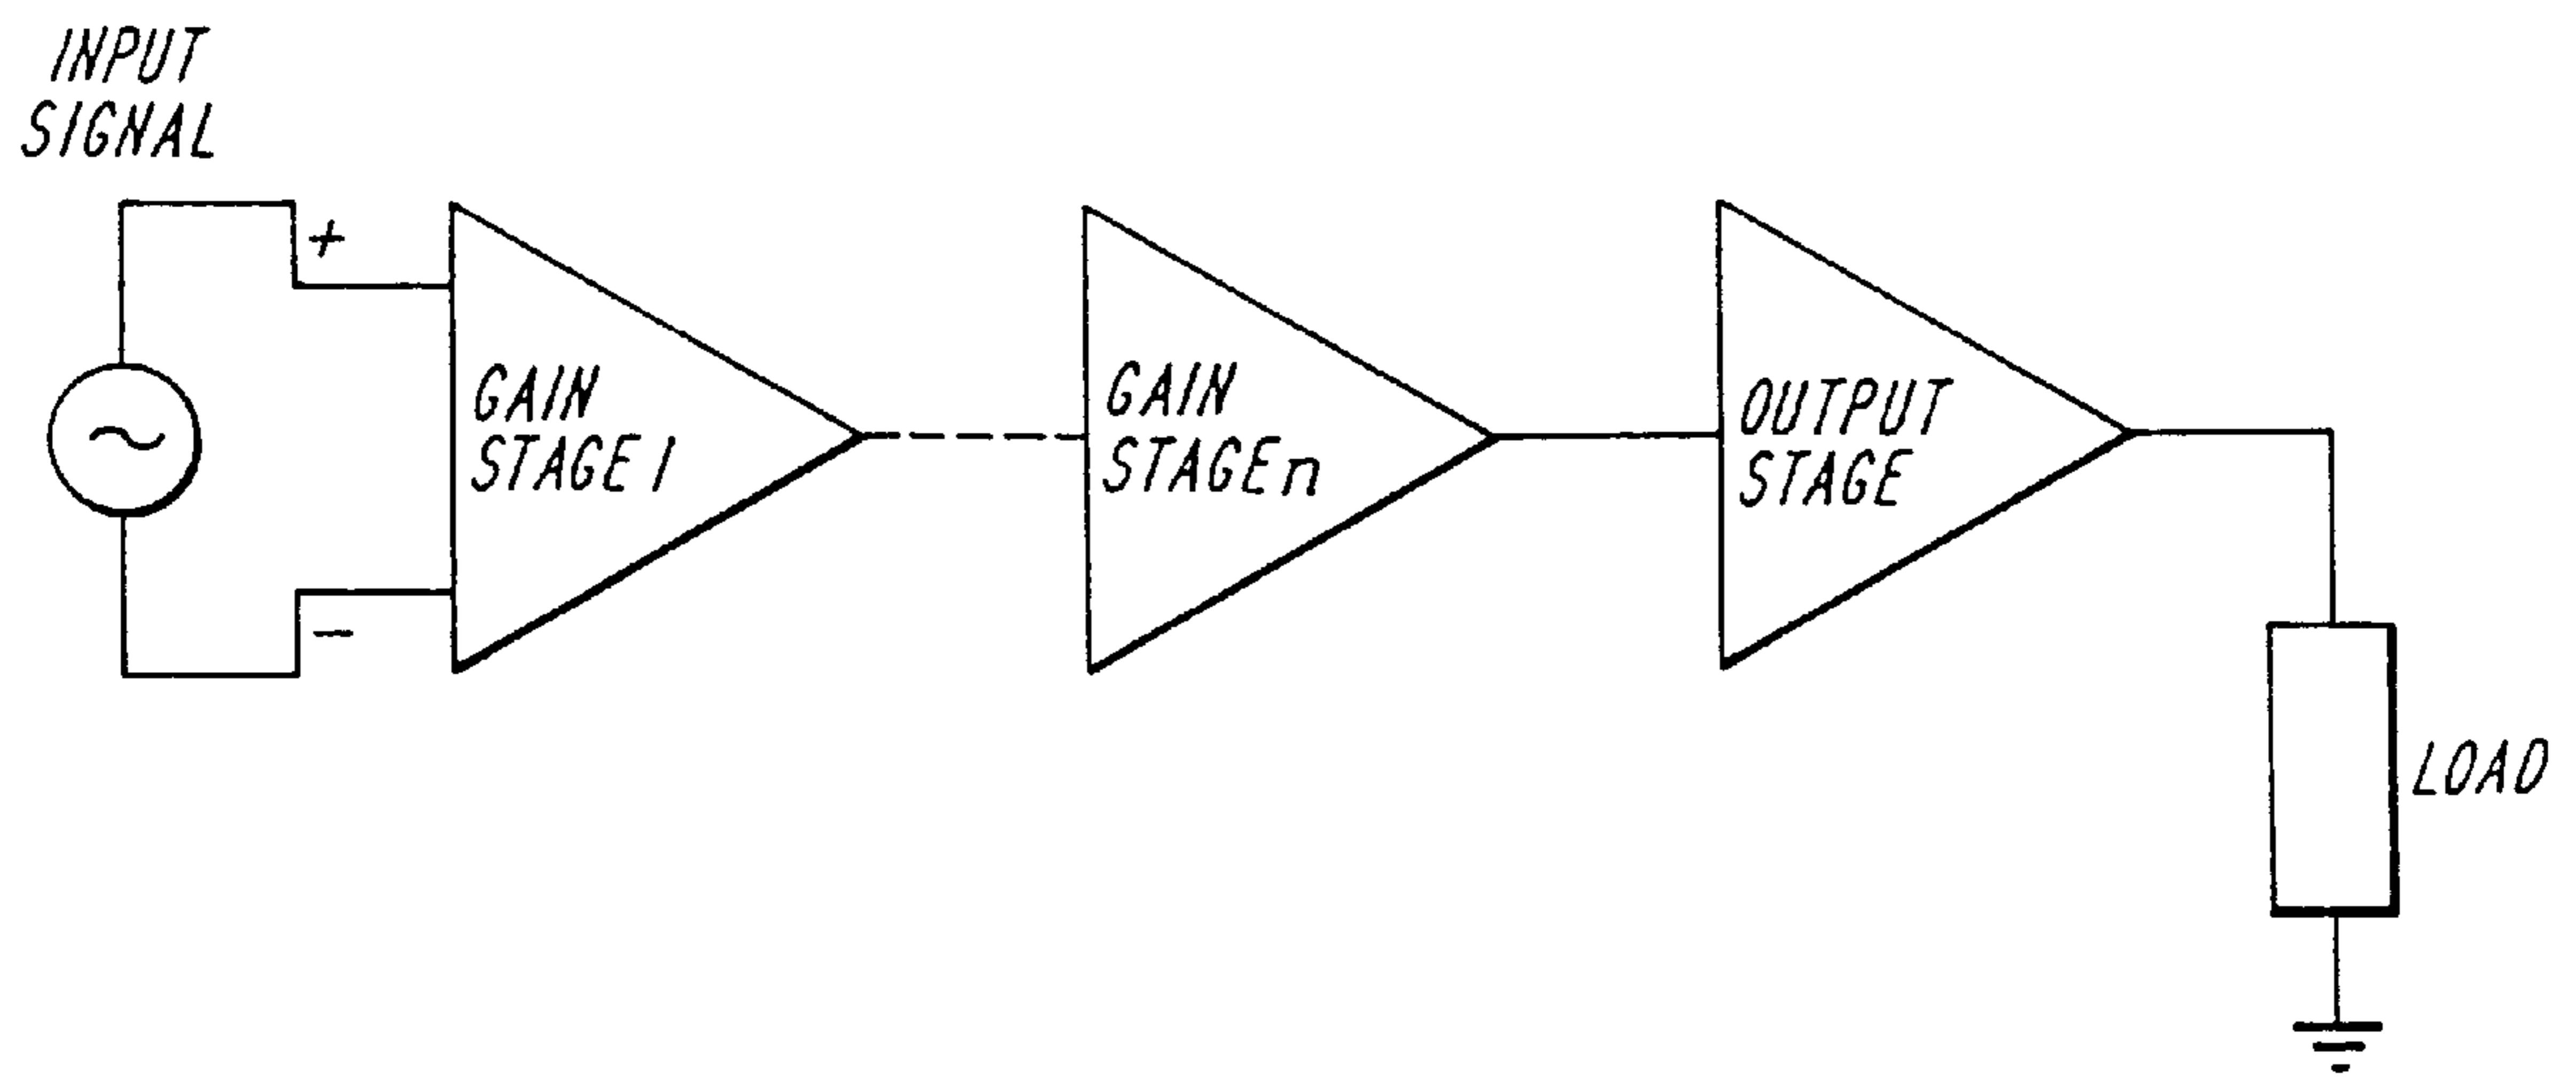 INPUT
SIGNAL
+
GAIN
STAGE 1
GAIN
STAGE n
OUTPUT
STAGE
−
LOAD